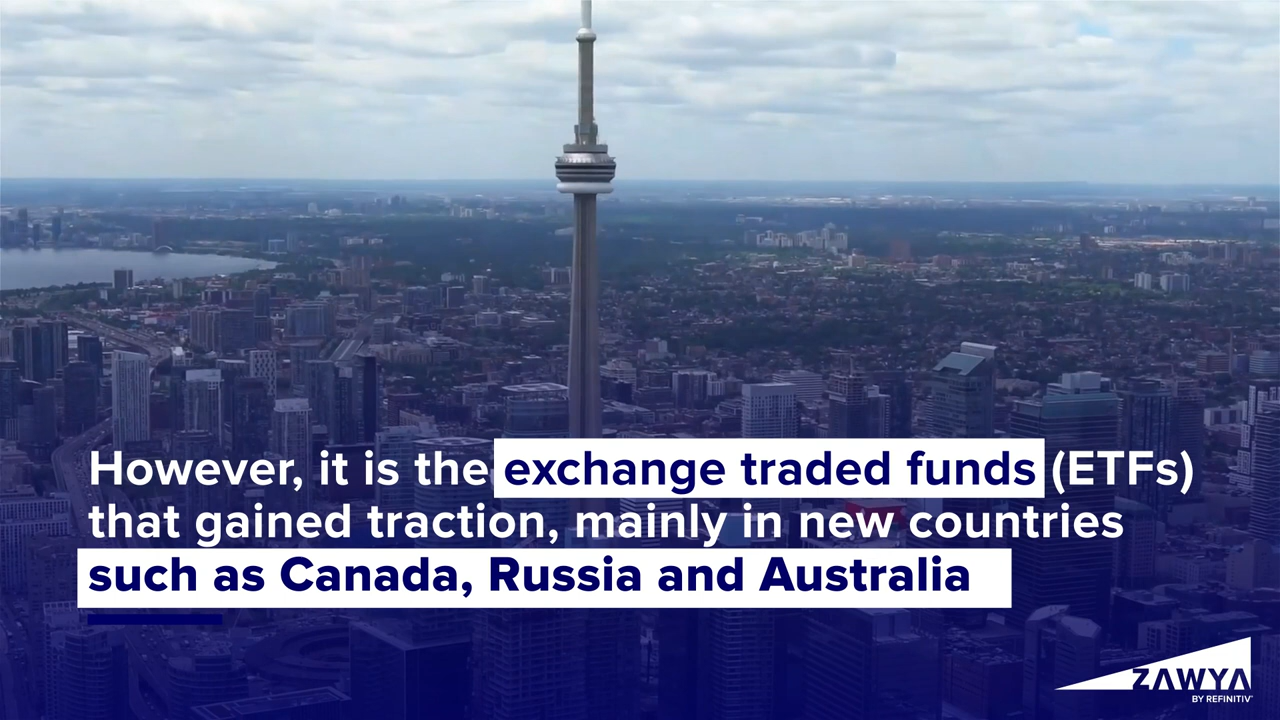 However, it is the exchange traded funds (ETFs)
that gained traction, mainly in new countries
such as Canada, Russia and Australia
ZAWYA
BY REFINITIV